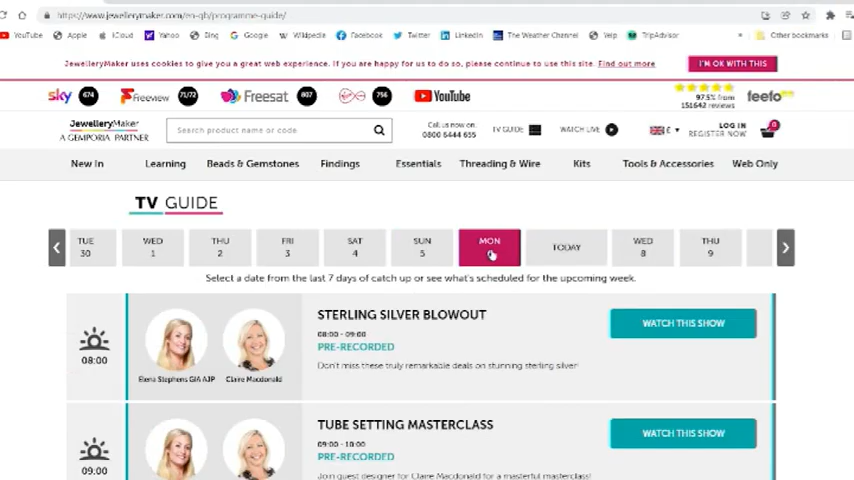 https://www.jewellerymaker.com/en-gb/programme-guide/
YouTube Apple iCloud Yahoo Bing Google Wikipedia Facebook Twitter LinkedIn The Weather Channel Yelp TripAdvisor » Other bookmarks
JewelleryMaker uses cookies to give you a great web experience. If you are happy for us to do so, please continue to use this site. Find out more I'M OK WITH THIS
sky 674 Freeview 71/72 Freesat 807 756 YouTube 97.5% from 151642 reviews feefo
JewelleryMaker A GEMPORIA PARTNER
Search product name or code
Call us now on. 0800 6444 655
TV GUIDE WATCH LIVE £ LOG IN REGISTER NOW 0
New In Learning Beads & Gemstones Findings Essentials Threading & Wire Kits Tools & Accessories Web Only
TV GUIDE
TUE 30 WED 1 THU 2 FRI 3 SAT 4 SUN 5 MON TODAY WED 8 THU 9
Select a date from the last 7 days of catch up or see what's scheduled for the upcoming week.
08:00
Elena Stephens GIA AJP Claire Macdonald
STERLING SILVER BLOWOUT
08:00 - 09:00
PRE-RECORDED
Don't miss these truly remarkable deals on stunning sterling silver!
WATCH THIS SHOW
09:00
TUBE SETTING MASTERCLASS
09:00 - 10:00
PRE-RECORDED
Join guest designer for Claire Macdonald for a masterful masterclass!
WATCH THIS SHOW